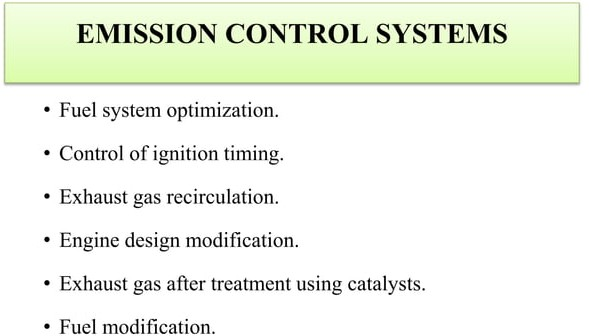 EMISSION CONTROL SYSTEMS
• Fuel system optimization.
• Control of ignition timing.
• Exhaust gas recirculation.
• Engine design modification.
• Exhaust gas after treatment using catalysts.
• Fuel modification.